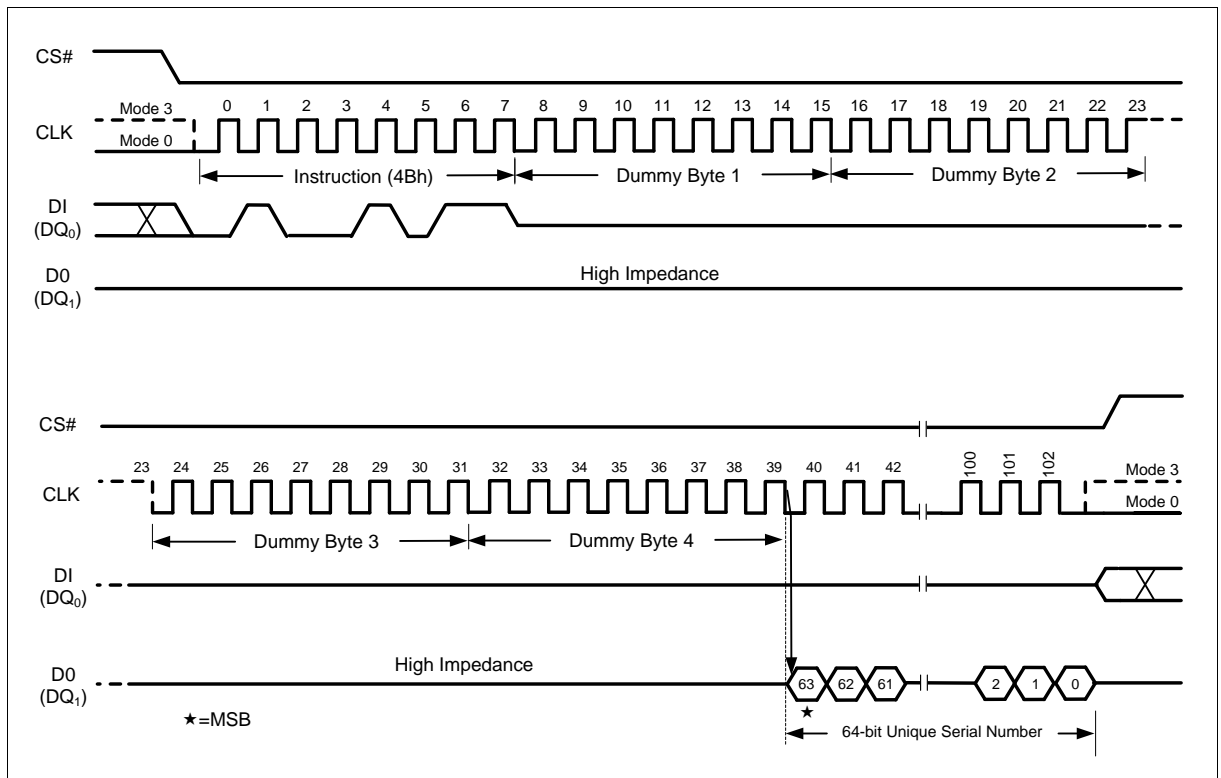 CS#
Mode 3
0 1 2 3 4 5 6 7 8 9 10 11 12 13 14 15 16 17 18 19 20 21 22 23
CLK
Mode 0
Instruction (4Bh) Dummy Byte 1 Dummy Byte 2
DI
(DQ0)
High Impedance
D0
(DQ1)
CS#
23 24 25 26 27 28 29 30 31 32 33 34 35 36 37 38 39 40 41 42 100 101 102
Mode 3
CLK
Mode 0
Dummy Byte 3 Dummy Byte 4
DI
(DQ0)
High Impedance
D0
(DQ1)
63 62 61 2 1 0
★=MSB
★
64-bit Unique Serial Number